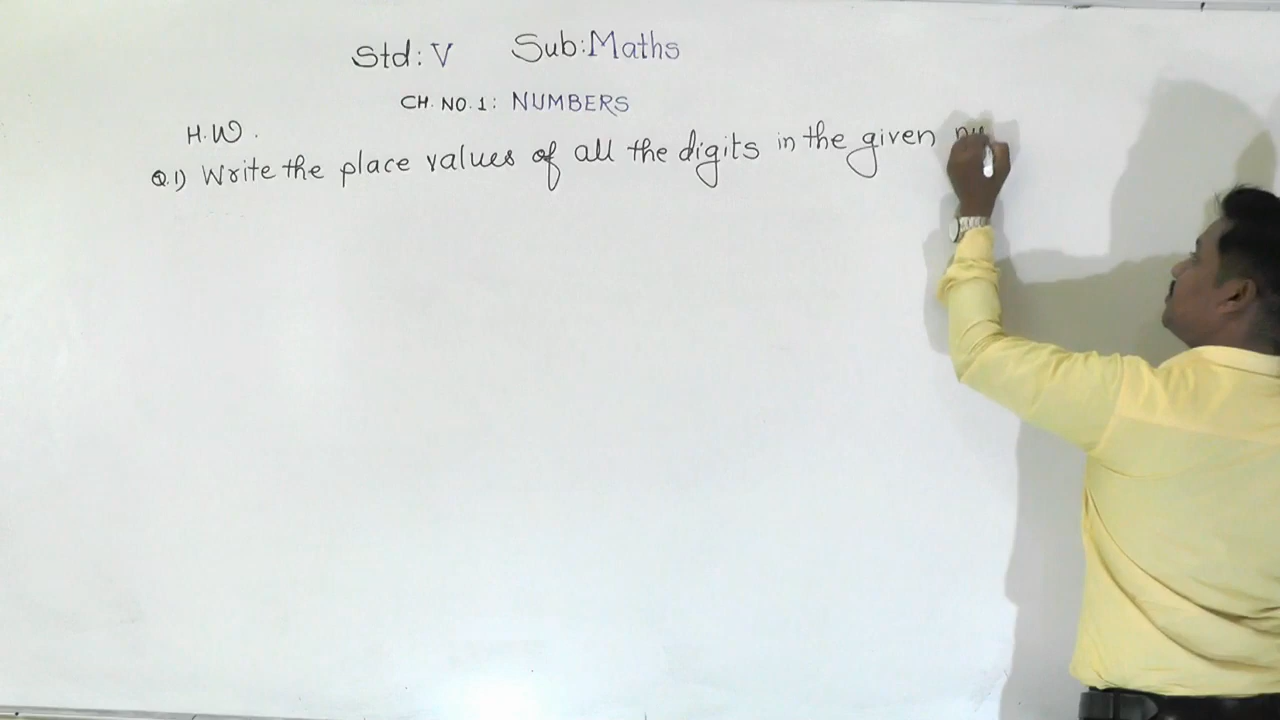 Std: V Sub: Maths
CH. NO. 1: NUMBERS
H.W.
Q.1) Write the place values of all the digits in the given